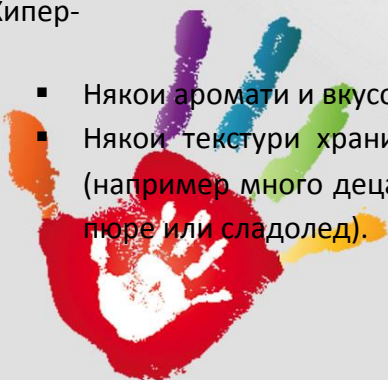 Хипер-
▪ Някои аромати и вкусо
▪ Някои текстури храни
(например много деца
пюре или сладолед).